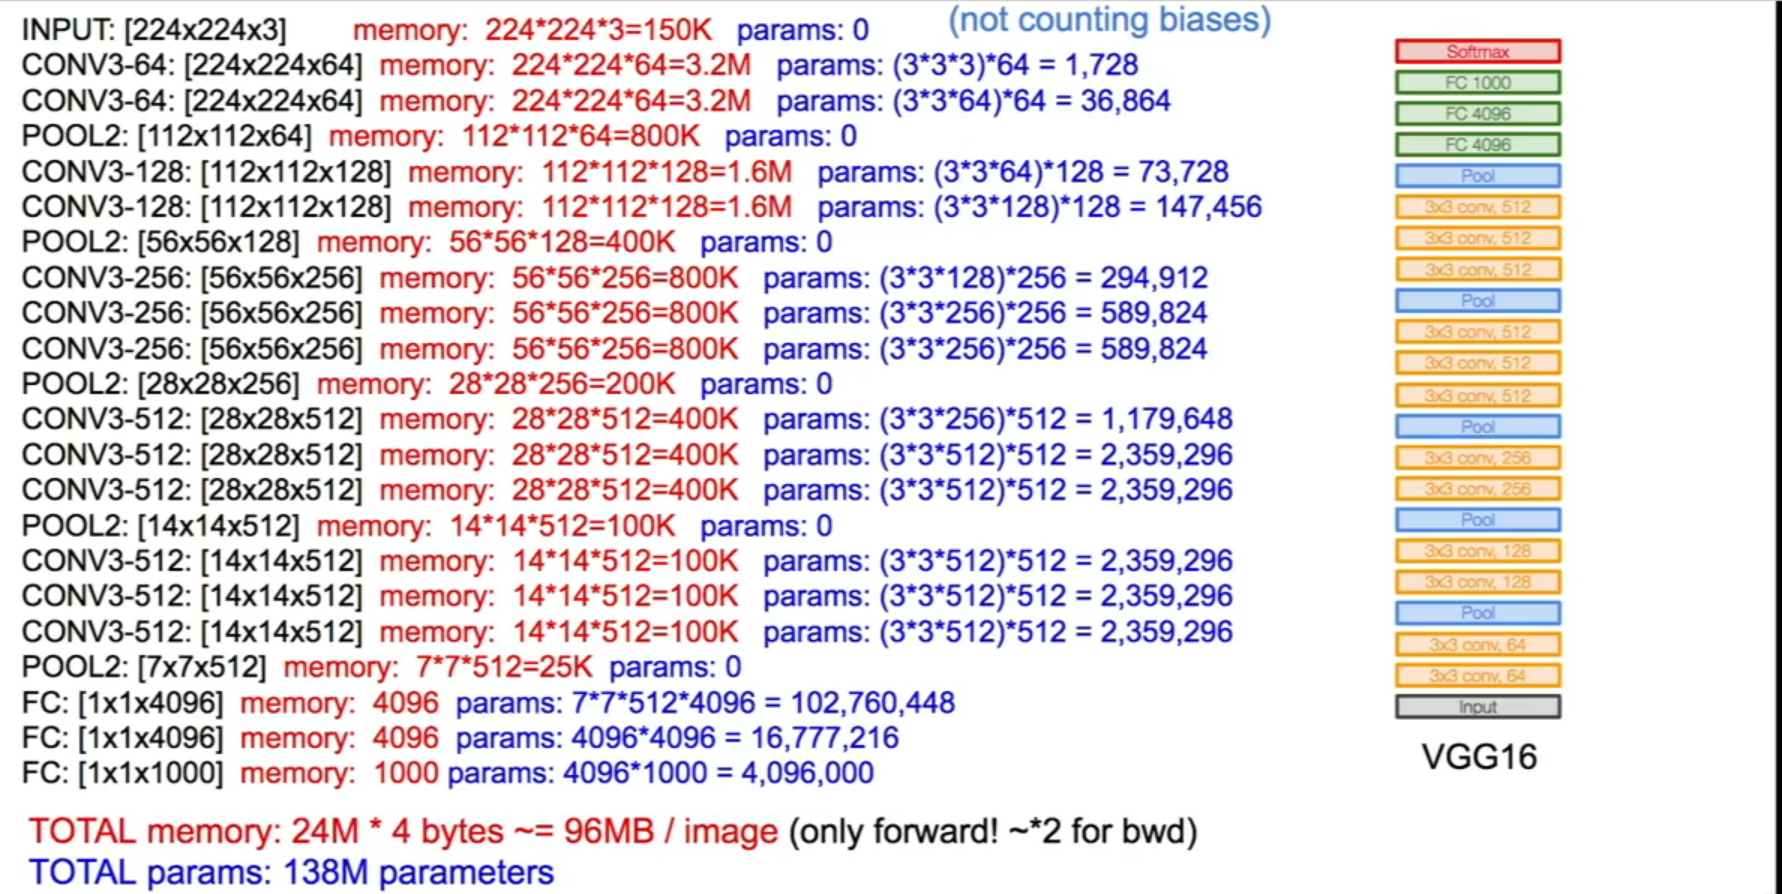 (not counting biases)
INPUT: [224x224x3] memory: 224*224*3=150K params: 0
CONV3-64: [224x224x64] memory: 224*224*64=3.2M params: (3*3*3)*64 = 1,728
CONV3-64: [224x224x64] memory: 224*224*64=3.2M params: (3*3*64)*64 = 36,864
POOL2: [112x112x64] memory: 112*112*64=800K params: 0
CONV3-128: [112x112x128] memory: 112*112*128=1.6M params: (3*3*64)*128 = 73,728
CONV3-128: [112x112x128] memory: 112*112*128=1.6M params: (3*3*128)*128 = 147,456
POOL2: [56x56x128] memory: 56*56*128=400K params: 0
CONV3-256: [56x56x256] memory: 56*56*256=800K params: (3*3*128)*256 = 294,912
CONV3-256: [56x56x256] memory: 56*56*256=800K params: (3*3*256)*256 = 589,824
CONV3-256: [56x56x256] memory: 56*56*256=800K params: (3*3*256)*256 = 589,824
POOL2: [28x28x256] memory: 28*28*256=200K params: 0
CONV3-512: [28x28x512] memory: 28*28*512=400K params: (3*3*256)*512 = 1,179,648
CONV3-512: [28x28x512] memory: 28*28*512=400K params: (3*3*512)*512 = 2,359,296
CONV3-512: [28x28x512] memory: 28*28*512=400K params: (3*3*512)*512 = 2,359,296
POOL2: [14x14x512] memory: 14*14*512=100K params: 0
CONV3-512: [14x14x512] memory: 14*14*512=100K params: (3*3*512)*512 = 2,359,296
CONV3-512: [14x14x512] memory: 14*14*512=100K params: (3*3*512)*512 = 2,359,296
CONV3-512: [14x14x512] memory: 14*14*512=100K params: (3*3*512)*512 = 2,359,296
POOL2: [7x7x512] memory: 7*7*512=25K params: 0
FC: [1x1x4096] memory: 4096 params: 7*7*512*4096 = 102,760,448
FC: [1x1x4096] memory: 4096 params: 4096*4096 = 16,777,216
FC: [1x1x1000] memory: 1000 params: 4096*1000 = 4,096,000
TOTAL memory: 24M * 4 bytes ~= 96MB / image (only forward! ~*2 for bwd)
TOTAL params: 138M parameters
Softmax
FC 1000
FC 4096
FC 4096
Pool
3x3 conv, 512
3x3 conv, 512
3x3 conv, 512
Pool
3x3 conv, 512
3x3 conv, 512
3x3 conv, 512
Pool
3x3 conv, 256
3x3 conv, 256
Pool
3x3 conv, 128
3x3 conv, 128
Pool
3x3 conv, 64
3x3 conv, 64
Input
VGG16